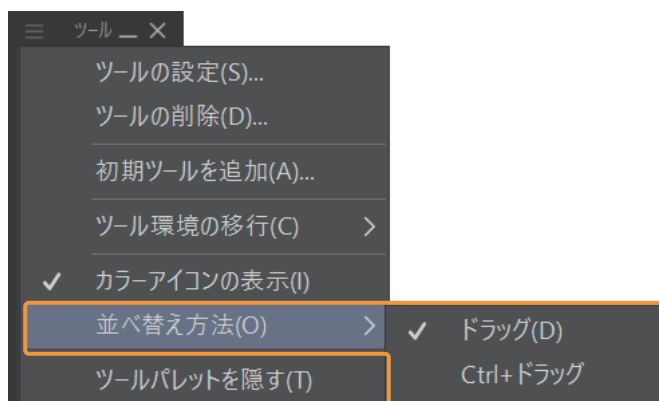 ツール
ツールの設定(S)...
ツールの削除(D)...
初期ツールを追加(A)...
ツール環境の移行(C)
カラーアイコンの表示(I)
並べ替え方法(O)
ドラッグ(D)
ツールパレットを隠す(T)
Ctrl+ドラッグ